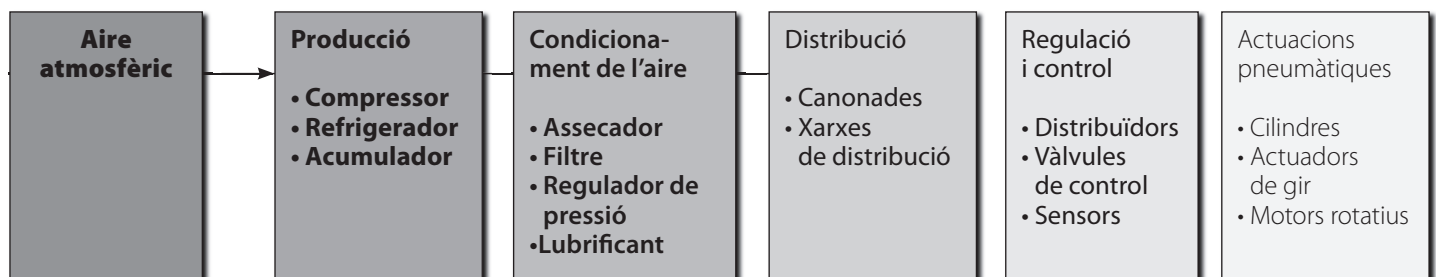 Aire
atmosfèric
Producció
• Compressor
• Refrigerador
• Acumulador
Condiciona-
ment de l’aire
• Assecador
• Filtre
• Regulador de
pressió
•Lubrificant
Distribució
• Canonades
• Xarxes
de distribució
Regulació
i control
• Distribuïdors
• Vàlvules
de control
• Sensors
Actuacions
pneumàtiques
• Cilindres
• Actuadors
de gir
• Motors rotatius